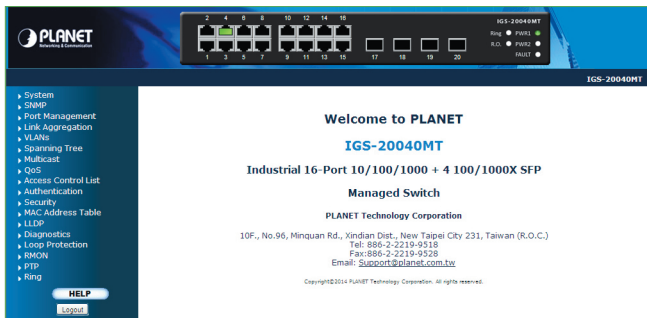 PLANET
Networking & Communication
2 4 6 8 10 12 14 16
1 3 5 7 9 11 13 15 17 18 19 20
IGS-20040MT
Ring PWR1
R.O. PWR2
FAULT
IGS-20040MT
System
SNMP
Port Management
Link Aggregation
VLANs
Spanning Tree
Multicast
QoS
Access Control List
Authentication
Security
MAC Address Table
LLDP
Diagnostics
Loop Protection
RMON
PTP
Ring
HELP
Logout
Welcome to PLANET
IGS-20040MT
Industrial 16-Port 10/100/1000 + 4 100/1000X SFP
Managed Switch
PLANET Technology Corporation
10F., No.96, Minquan Rd., Xindian Dist., New Taipei City 231, Taiwan (R.O.C.)
Tel: 886-2-2219-9518
Fax:886-2-2219-9528
Email: Support@planet.com.tw
Copyright©2014 PLANET Technology Corporation. All rights reserved.